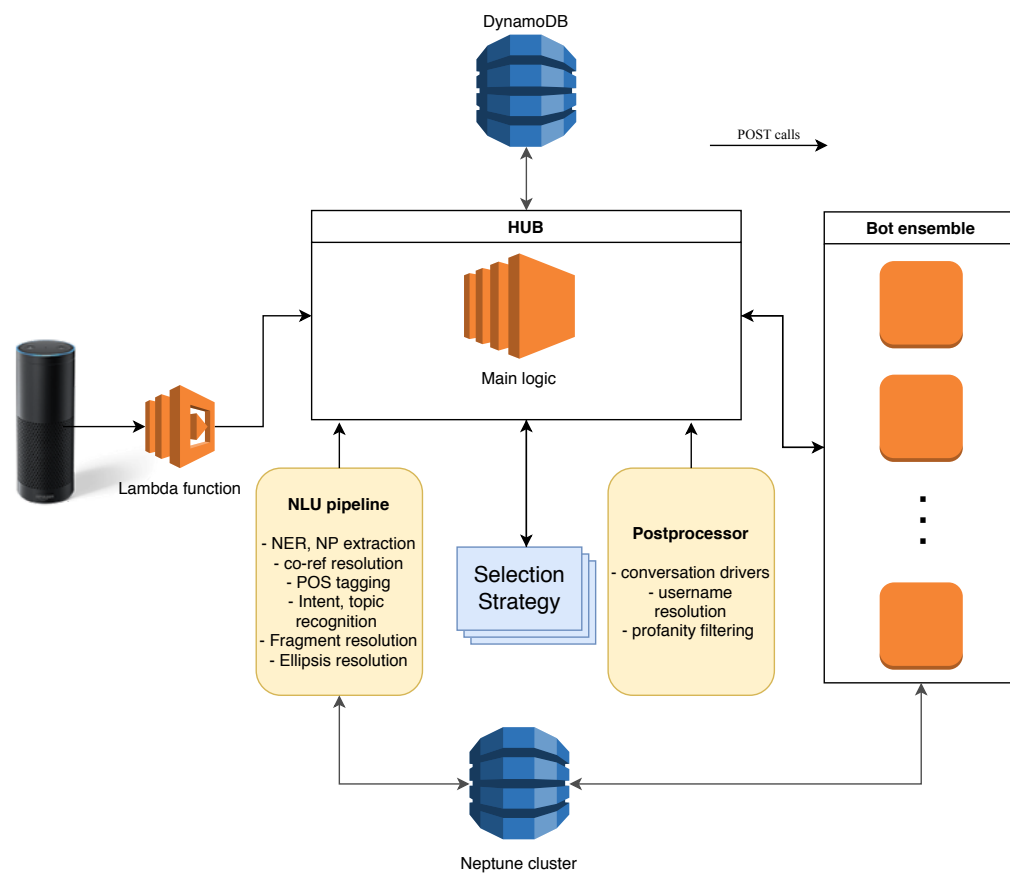 DynamoDB
POST calls
HUB
Bot ensemble
Main logic
Lambda function
NLU pipeline
- NER, NP extraction
- co-ref resolution
- POS tagging
- Intent, topic
recognition
- Fragment resolution
- Ellipsis resolution
Selection
Strategy
Postprocessor
- conversation drivers
- username
resolution
- profanity filtering
Neptune cluster